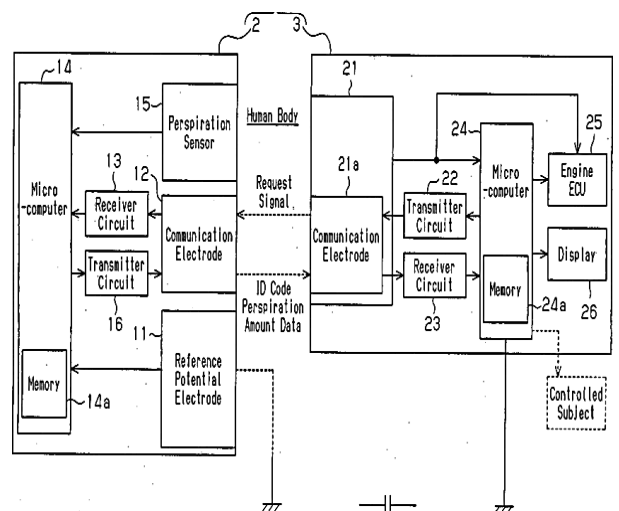 2 3
14
15
Perspiration
Sensor
Human Body
21
24
25
Engine
ECU
12
13
Micro
-computer
Receiver
Circuit
Communication
Electrode
Transmitter
Circuit
16
Request
Signal
ID Code
Perspiration
Amount Data
21a
Communication
Electrode
22
Transmitter
Circuit
Receiver
Circuit
23
Micro
-computer
Memory
24a
Display
26
11
Reference
Potential
Electrode
Memory
14a
Controlled
Subject